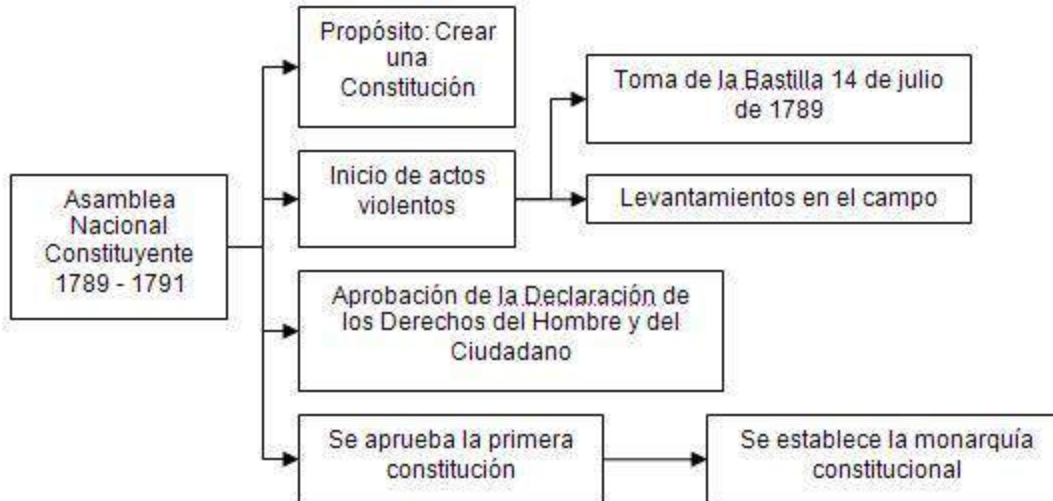 Asamblea
Nacional
Constituyente
1789 - 1791
Propósito: Crear
una
Constitución
Inicio de actos
violentos
Toma de la Bastilla 14 de julio
de 1789
Levantamientos en el campo
Aprobación de la Declaración de
los Derechos del Hombre y del
Ciudadano
Se aprueba la primera
constitución
Se establece la monarquía
constitucional